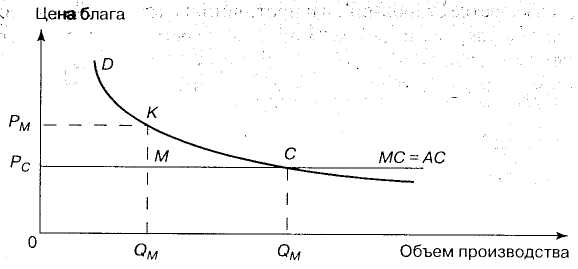 Цена блага
D
K
P_M
M
C
MC = AC
P_C
0
Q_M
Q_M
Объем производства